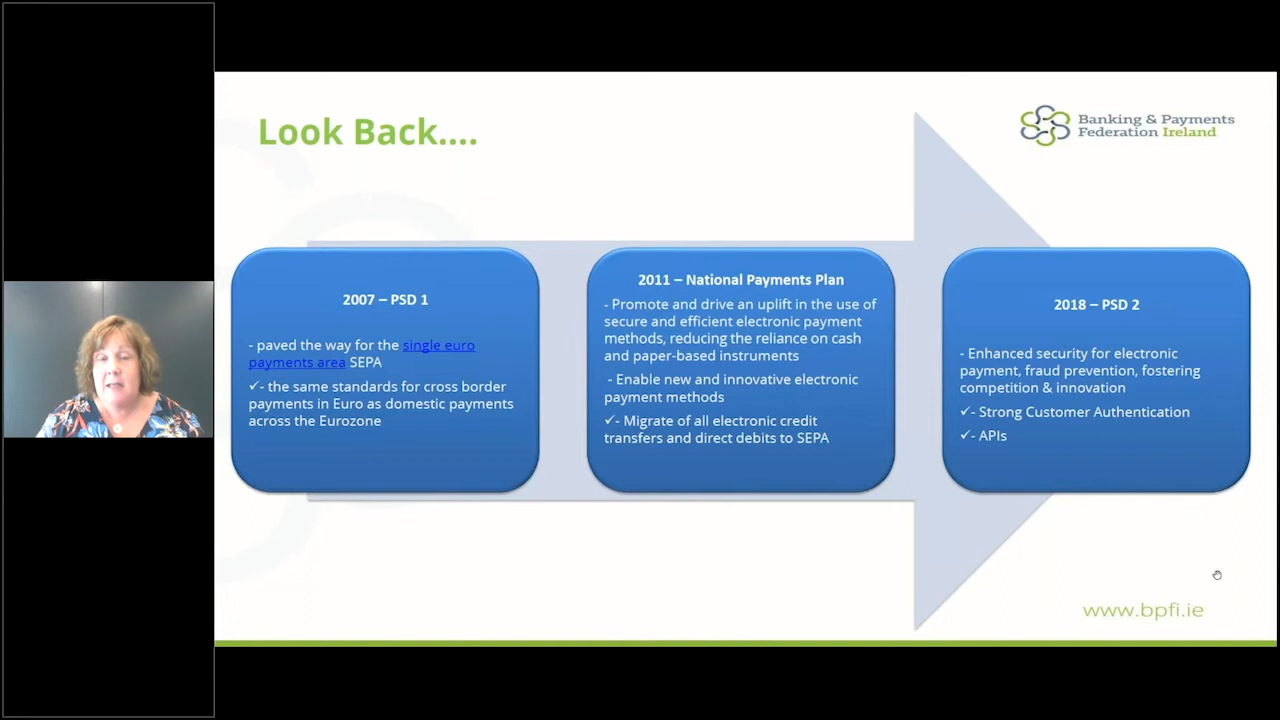 Look Back....
Banking & Payments
Federation Ireland
2007 – PSD 1
- paved the way for the single euro
payments area SEPA
✓- the same standards for cross border
payments in Euro as domestic payments
across the Eurozone
2011 – National Payments Plan
- Promote and drive an uplift in the use of
secure and efficient electronic payment
methods, reducing the reliance on cash
and paper-based instruments
- Enable new and innovative electronic
payment methods
✓- Migrate of all electronic credit
transfers and direct debits to SEPA
2018 – PSD 2
- Enhanced security for electronic
payment, fraud prevention, fostering
competition & innovation
✓- Strong Customer Authentication
✓- APIs
www.bpfi.ie